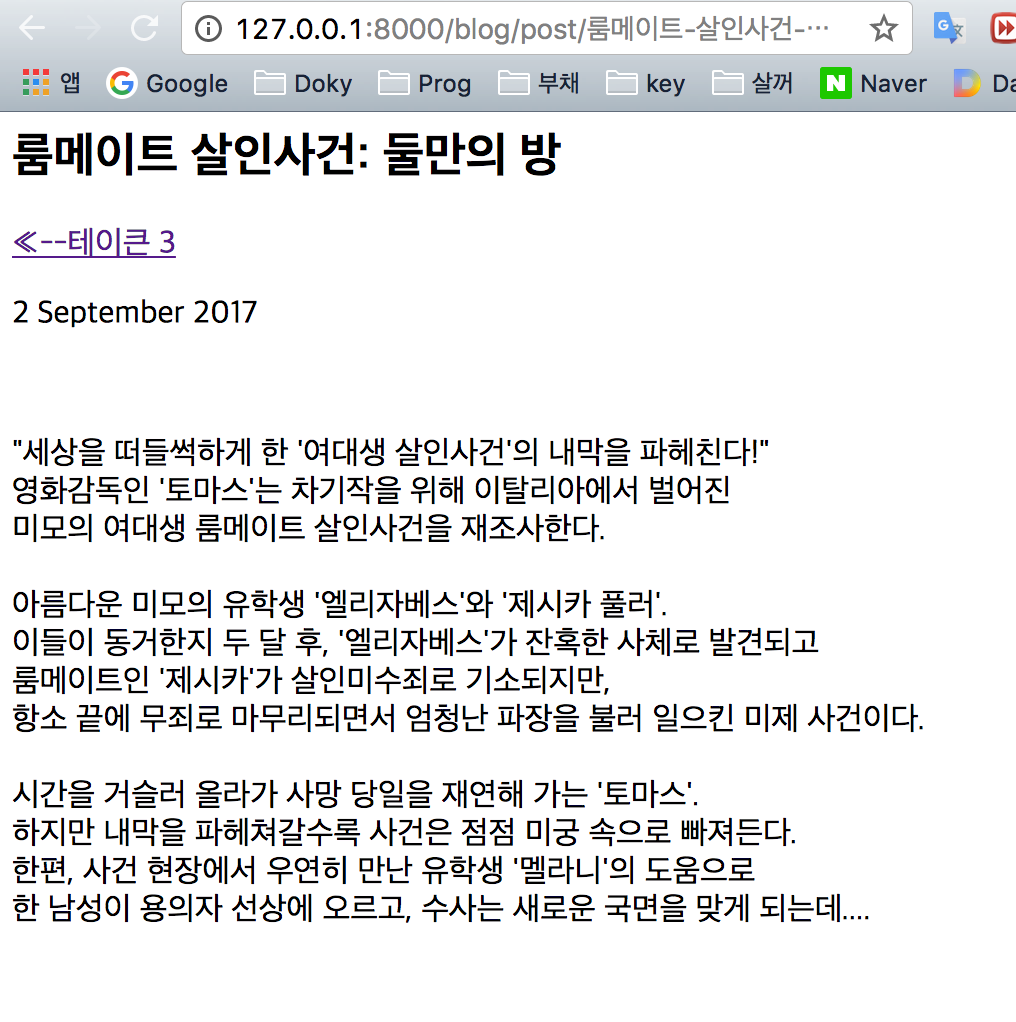 127.0.0.1:8000/blog/post/룸메이트-살인사건-…
앱 Google Doky Prog 부채 key 살꺼 Naver Da
룸메이트 살인사건: 둘만의 방
≪--테이큰 3
2 September 2017
"세상을 떠들썩하게 한 '여대생 살인사건'의 내막을 파헤친다!"
영화감독인 '토마스'는 차기작을 위해 이탈리아에서 벌어진
미모의 여대생 룸메이트 살인사건을 재조사한다.
아름다운 미모의 유학생 '엘리자베스'와 '제시카 풀러'.
이들이 동거한지 두 달 후, '엘리자베스'가 잔혹한 사체로 발견되고
룸메이트인 '제시카'가 살인미수죄로 기소되지만,
항소 끝에 무죄로 마무리되면서 엄청난 파장을 불러 일으킨 미제 사건이다.
시간을 거슬러 올라가 사망 당일을 재연해 가는 '토마스'.
하지만 내막을 파헤쳐갈수록 사건은 점점 미궁 속으로 빠져든다.
한편, 사건 현장에서 우연히 만난 유학생 '멜라니'의 도움으로
한 남성이 용의자 선상에 오르고, 수사는 새로운 국면을 맞게 되는데....